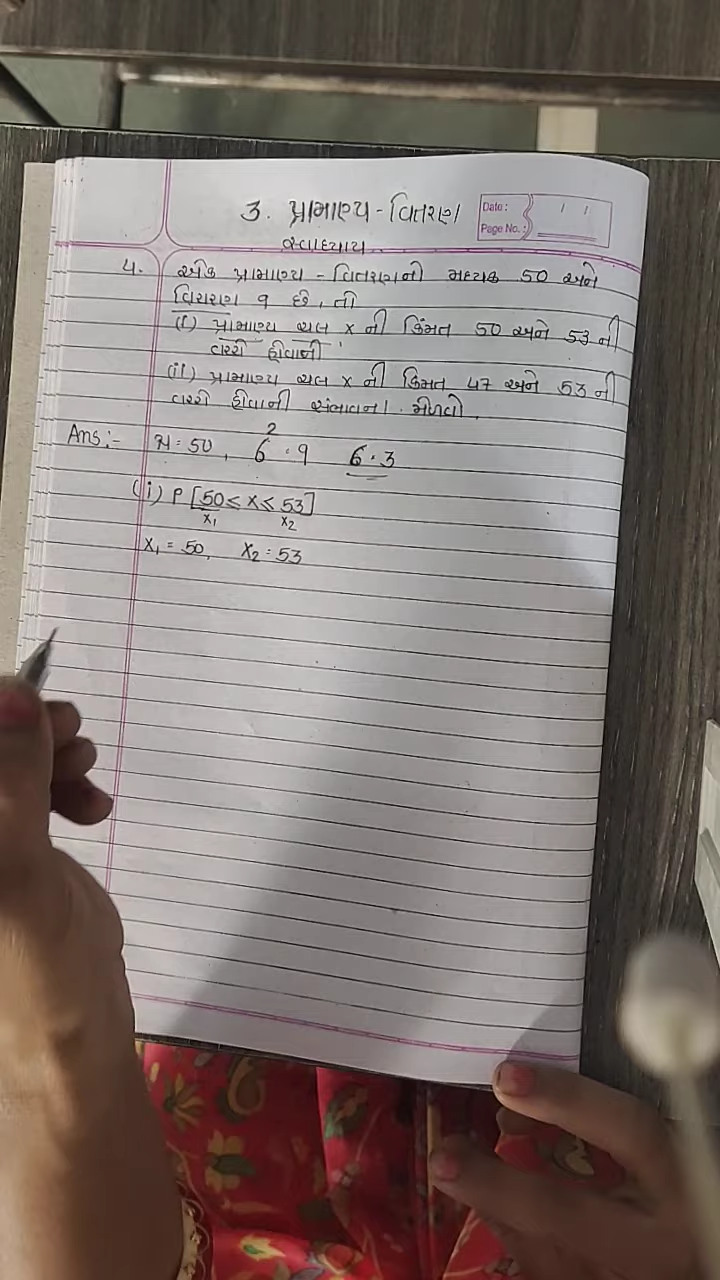 3. પ્રામાણ્ય - વિતરણ
Date: / /
Page No.:
સ્વાધ્યાય
4. એક પ્રામાણ્ય - વિતરણનો મધ્યક 50 અને
વિચરણ 9 છે, તો
(i) પ્રામાણ્ય ચલ x ની કિંમત 50 અને 53 ની
વચ્ચે હોવાની
(ii) પ્રામાણ્ય ચલ x ની કિંમત 47 અને 53 ની
વચ્ચે હોવાની સંભાવના મેળવો.
Ans:- μ = 50, σ² = 9 σ = 3
(i) P [50 ≤ x ≤ 53]
x₁ x₂
x₁ = 50, x₂ = 53